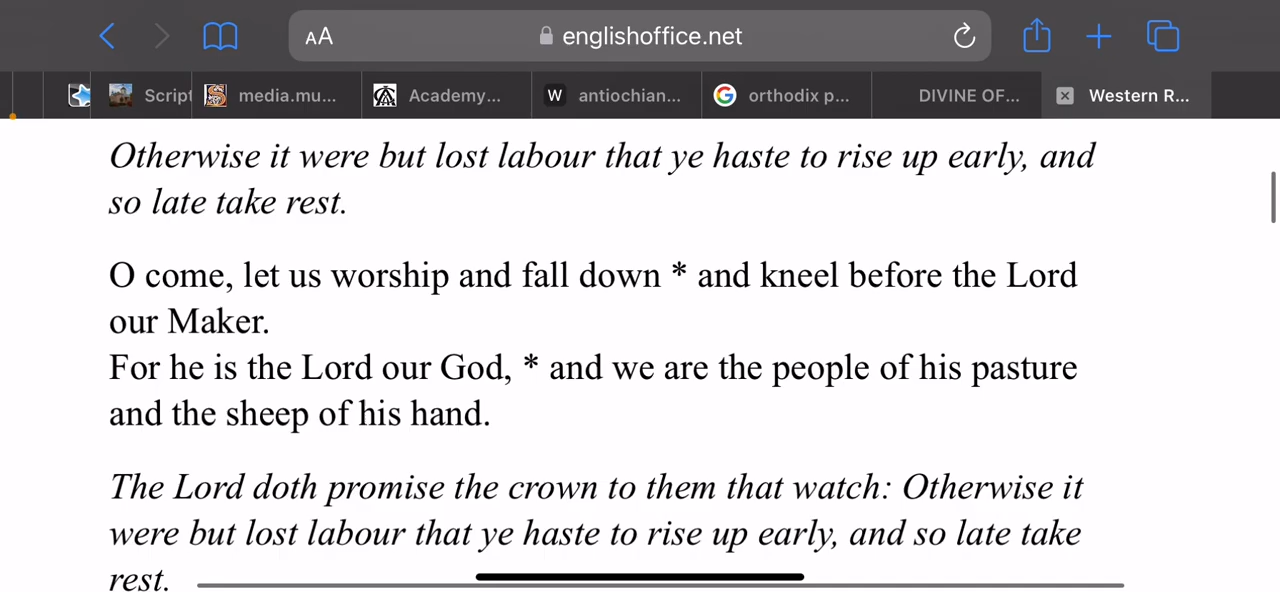 AA englishoffice.net
Script media.mu... Academy... W antiochian... G orthodix p... DIVINE OF... Western R...
Otherwise it were but lost labour that ye haste to rise up early, and
so late take rest.
O come, let us worship and fall down * and kneel before the Lord
our Maker.
For he is the Lord our God, * and we are the people of his pasture
and the sheep of his hand.
The Lord doth promise the crown to them that watch: Otherwise it
were but lost labour that ye haste to rise up early, and so late take
rest.